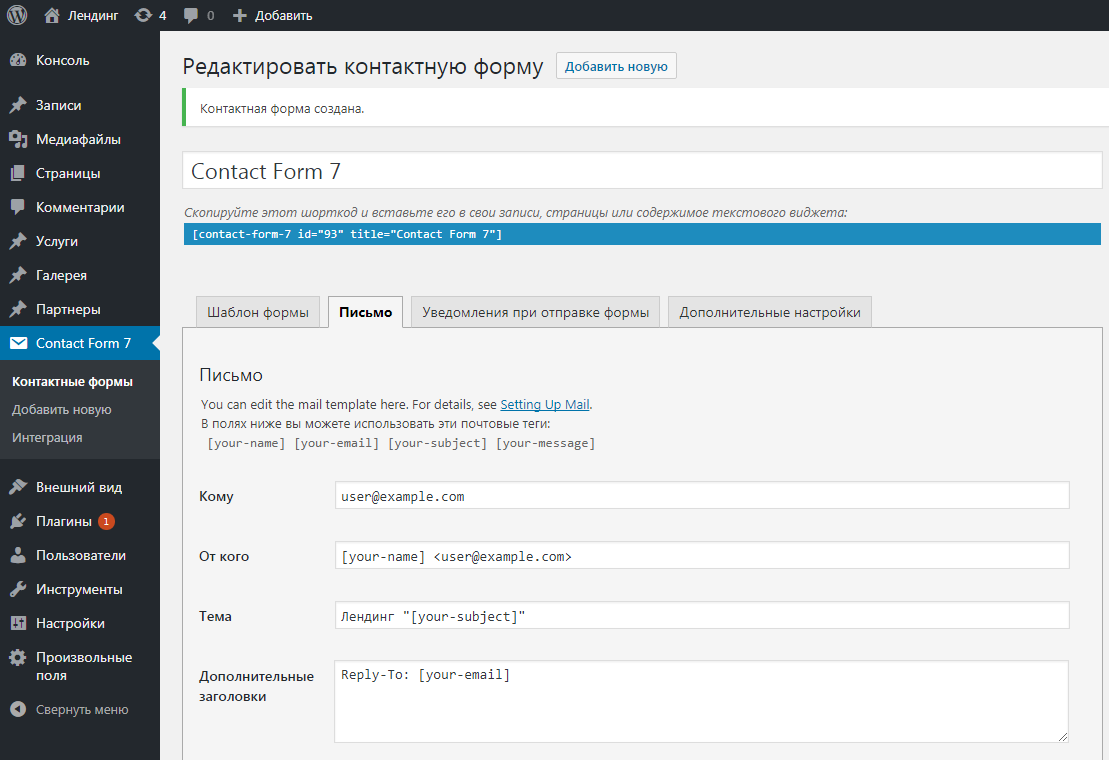 Лендинг 4 0 Добавить
Консоль
Записи
Медиафайлы
Страницы
Комментарии
Услуги
Галерея
Партнеры
Contact Form 7
Контактные формы
Добавить новую
Интеграция
Внешний вид
Плагины 1
Пользователи
Инструменты
Настройки
Произвольные
поля
Свернуть меню
Редактировать контактную форму Добавить новую
Контактная форма создана.
Contact Form 7
Скопируйте этот шорткод и вставьте его в свои записи, страницы или содержимое текстового виджета:
[contact-form-7 id="93" title="Contact Form 7"]
Шаблон формы Письмо Уведомления при отправке формы Дополнительные настройки
Письмо
You can edit the mail template here. For details, see Setting Up Mail.
В полях ниже вы можете использовать эти почтовые теги:
[your-name] [your-email] [your-subject] [your-message]
Кому user@example.com
От кого [your-name] <user@example.com>
Тема Лендинг "[your-subject]"
Дополнительные Reply-To: [your-email]
заголовки